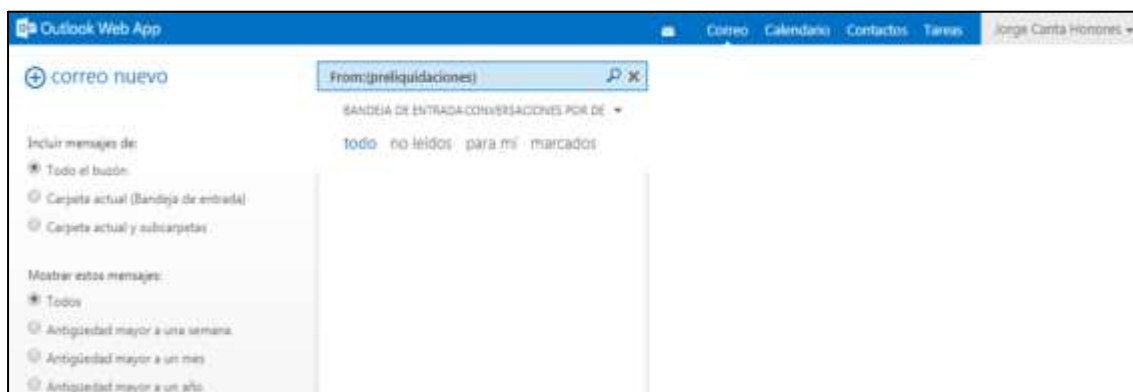 Outlook Web App
Correo Calendario Contactos Tareas Jorge Canta Honores
correo nuevo
From:(preliquidaciones)
BANDEJA DE ENTRADA CONVERSACIONES POR DE
todo no leídos para mí marcados
Incluir mensajes de:
Todo el buzón
Carpeta actual (Bandeja de entrada)
Carpeta actual y subcarpetas
Mostrar estos mensajes:
Todos
Antigüedad mayor a una semana
Antigüedad mayor a un mes
Antigüedad mayor a un año